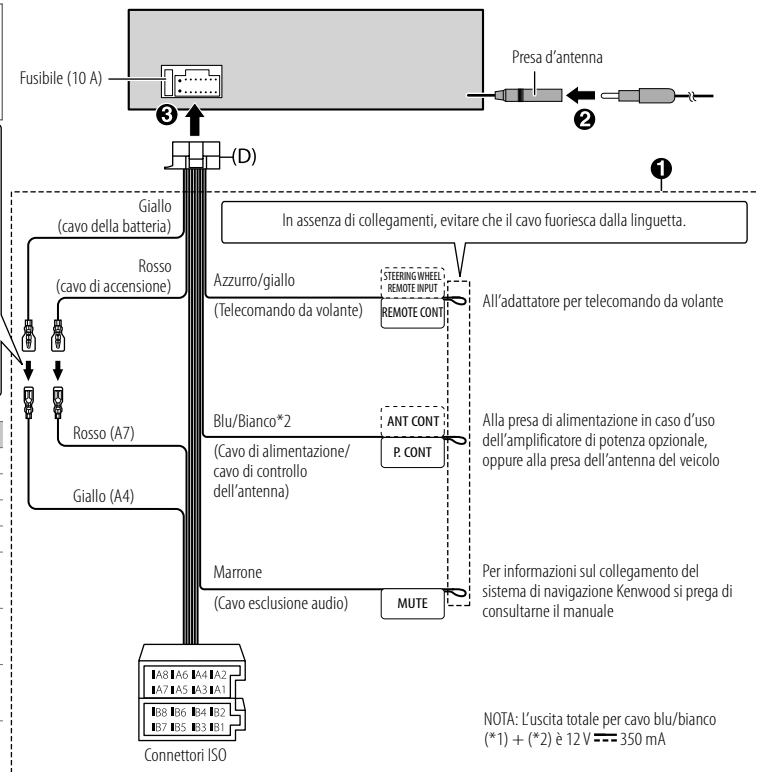 Fusibile (10 A)
Presa d'antenna
❸
❷
(D)
❶
Giallo
(cavo della batteria)
In assenza di collegamenti, evitare che il cavo fuoriesca dalla linguetta.
Rosso
(cavo di accensione)
Azzurro/giallo
(Telecomando da volante)
STEERING WHEEL
REMOTE INPUT
REMOTE CONT
All'adattatore per telecomando da volante
Rosso (A7)
Giallo (A4)
Blu/Bianco*2
(Cavo di alimentazione/
cavo di controllo
dell'antenna)
ANT CONT
P. CONT
Alla presa di alimentazione in caso d'uso
dell'amplificatore di potenza opzionale,
oppure alla presa dell'antenna del veicolo
Marrone
(Cavo esclusione audio)
MUTE
Per informazioni sul collegamento del
sistema di navigazione Kenwood si prega di
consultarne il manuale
A8 A6 A4 A2
A7 A5 A3 A1
B8 B6 B4 B2
B7 B5 B3 B1
Connettori ISO
NOTA: L'uscita totale per cavo blu/bianco
(*1) + (*2) è 12 V ⎓ 350 mA